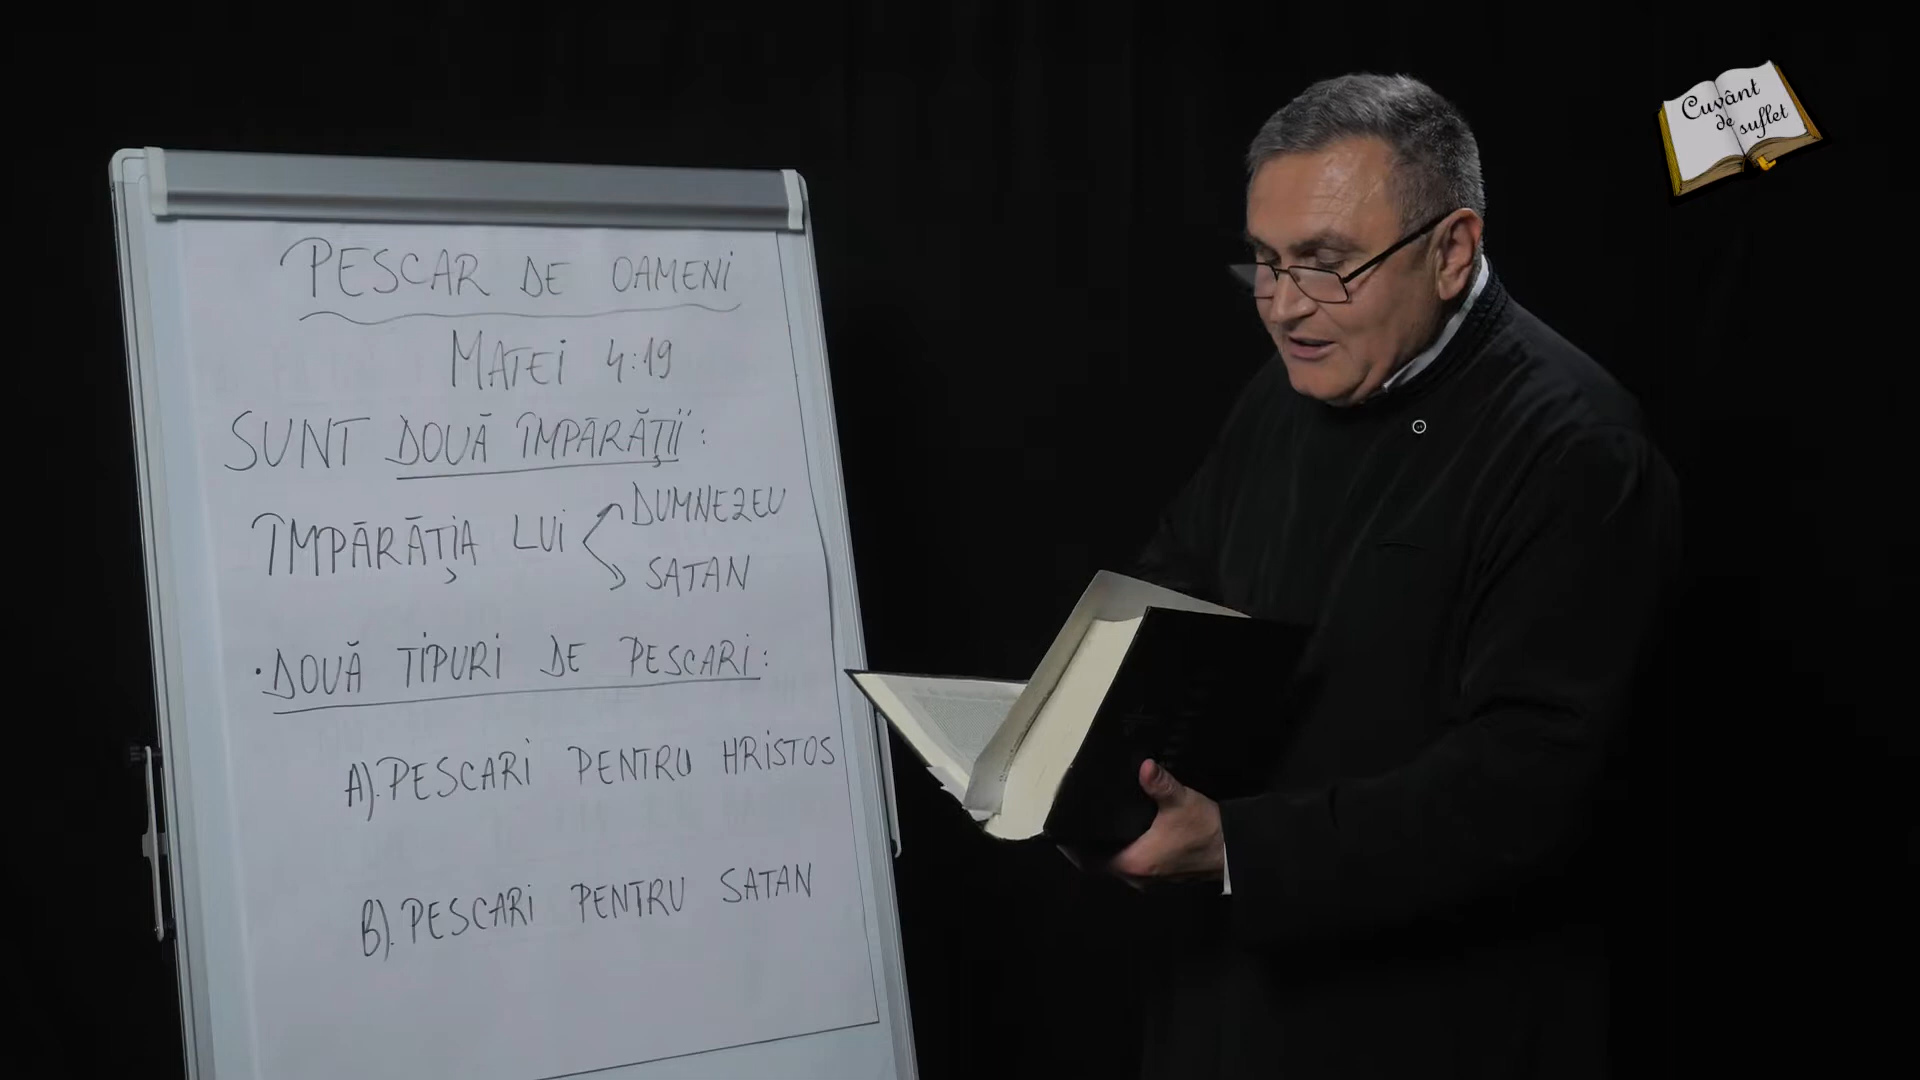 PESCAR DE OAMENI
MATEI 4:19
SUNT DOUĂ ÎMPĂRĂȚII:
ÎMPĂRĂȚIA LUI
DUMNEZEU
SATAN
• DOUĂ TIPURI DE PESCARI:
A). PESCARI PENTRU HRISTOS
B). PESCARI PENTRU SATAN
Cuvânt
de suflet